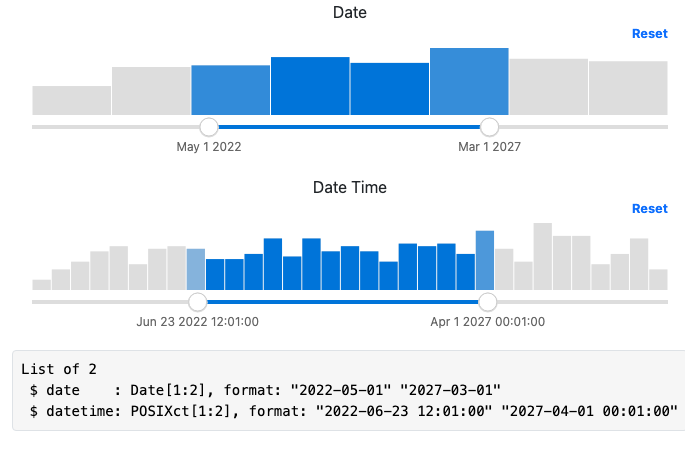 Date
Reset
May 1 2022 Mar 1 2027
Date Time
Reset
Jun 23 2022 12:01:00 Apr 1 2027 00:01:00
List of 2
 $ date    : Date[1:2], format: "2022-05-01" "2027-03-01"
 $ datetime: POSIXct[1:2], format: "2022-06-23 12:01:00" "2027-04-01 00:01:00"